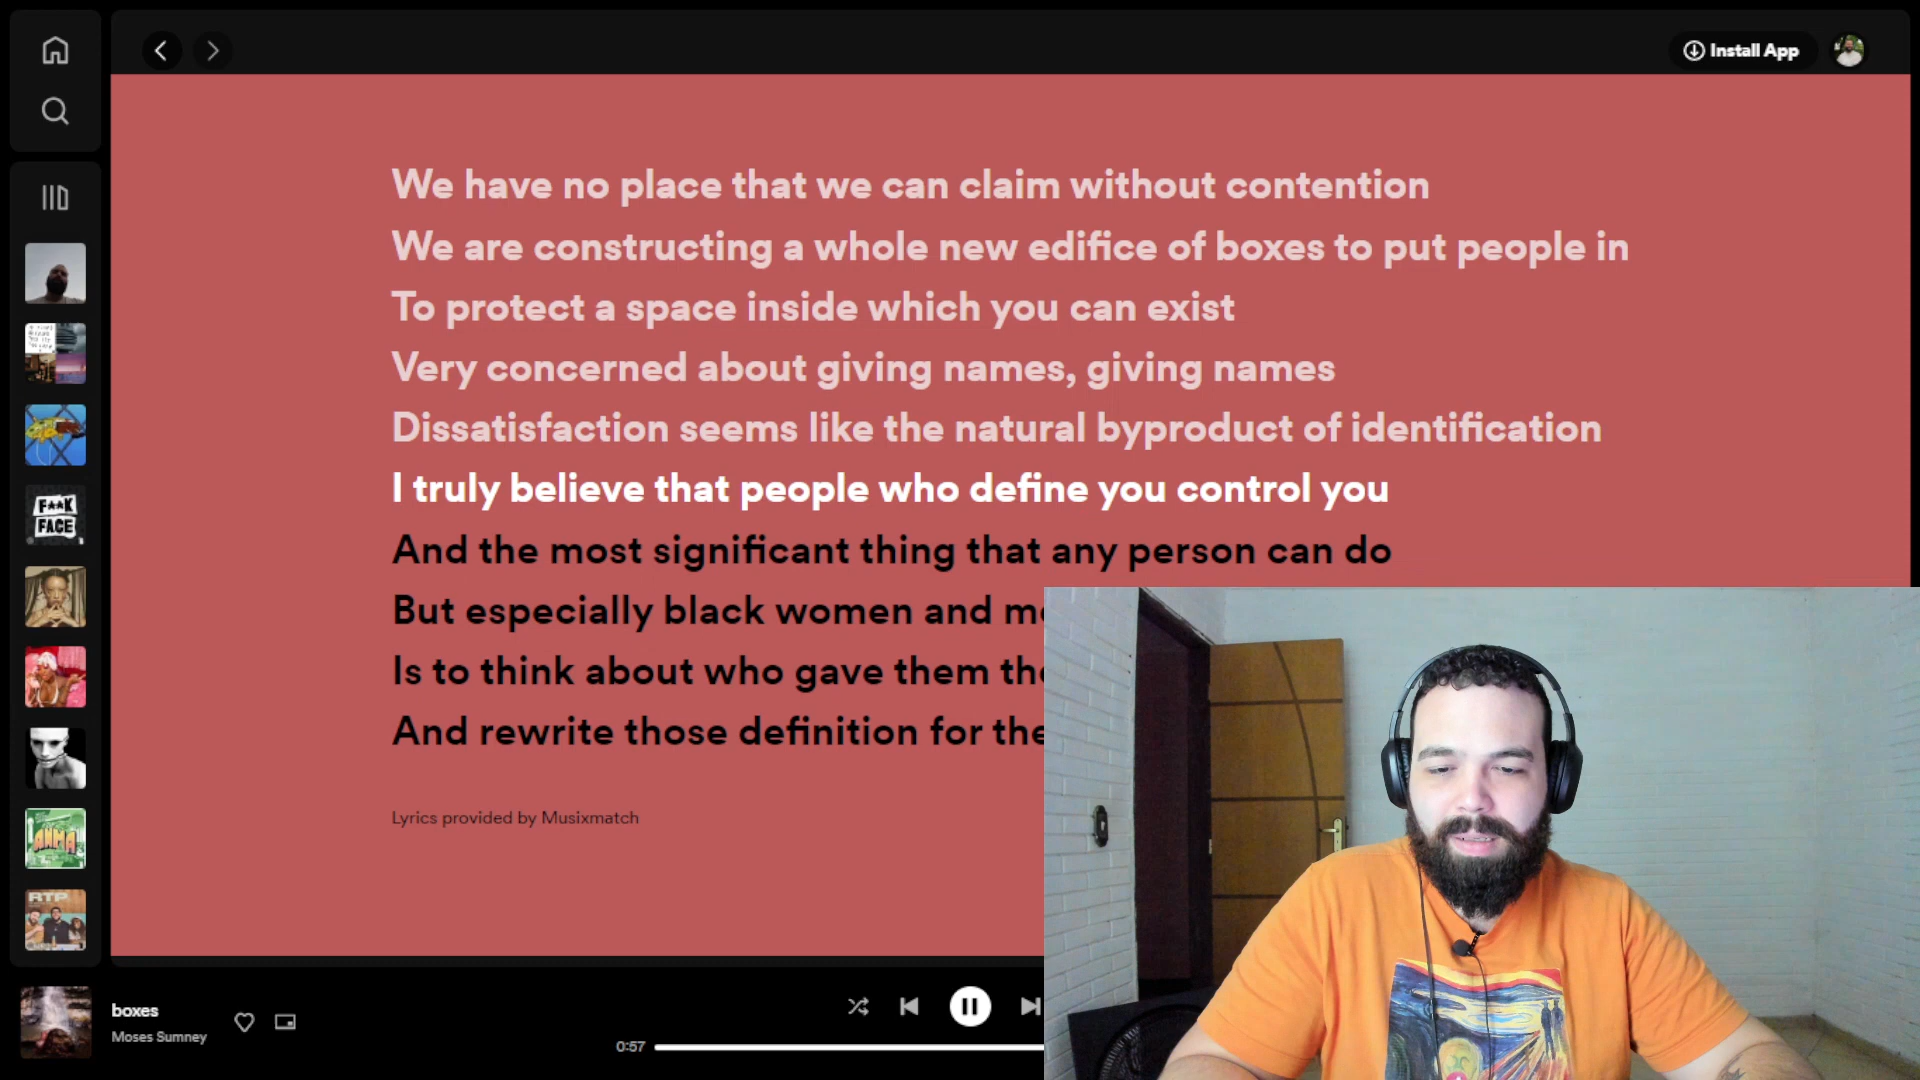 Install App
We have no place that we can claim without contention
We are constructing a whole new edifice of boxes to put people in
To protect a space inside which you can exist
Very concerned about giving names, giving names
Dissatisfaction seems like the natural byproduct of identification
I truly believe that people who define you control you
And the most significant thing that any person can do
But especially black women and
Is to think about who gave them
And rewrite those definition for
Lyrics provided by Musixmatch
F**K
FACE
ANMA
RTP
boxes
Moses Sumney
0:57